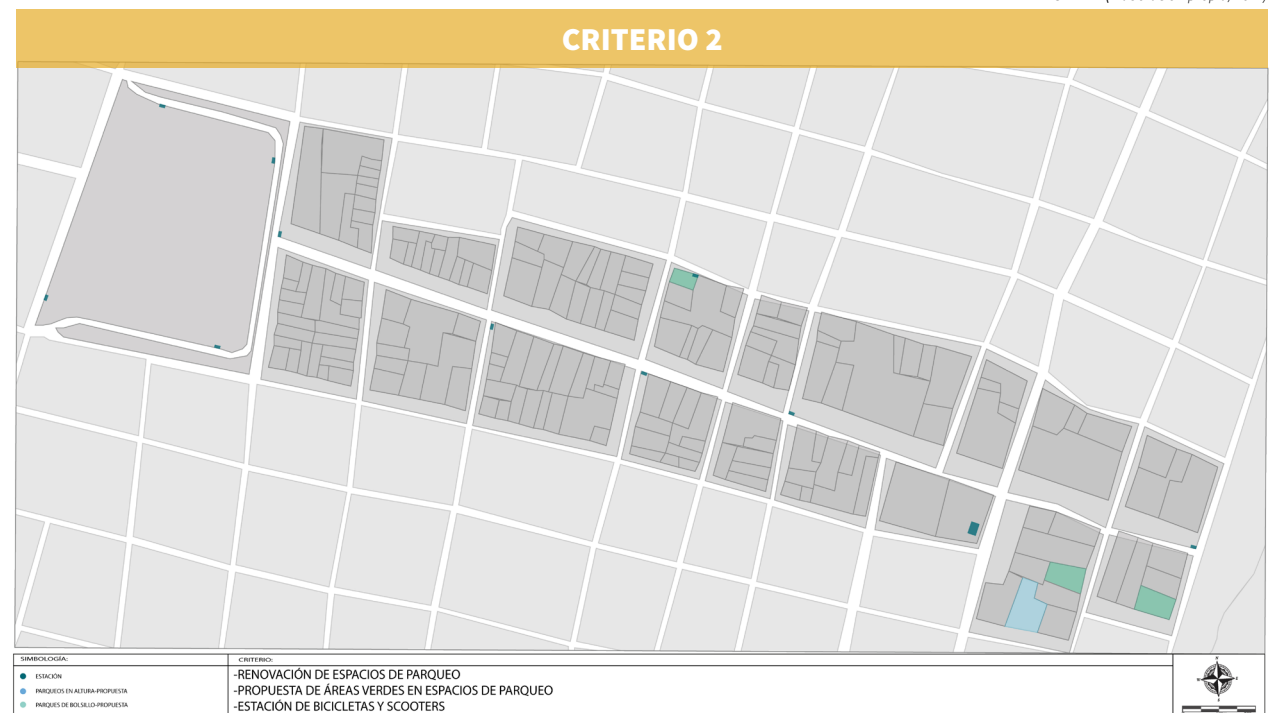 CRITERIO 2
SIMBOLOGÍA:
ESTACIÓN
PARQUEOS EN ALTURA-PROPUESTA
PARQUES DE BOLSILLO-PROPUESTA
CRITERIO:
-RENOVACIÓN DE ESPACIOS DE PARQUEO
-PROPUESTA DE ÁREAS VERDES EN ESPACIOS DE PARQUEO
-ESTACIÓN DE BICICLETAS Y SCOOTERS
N